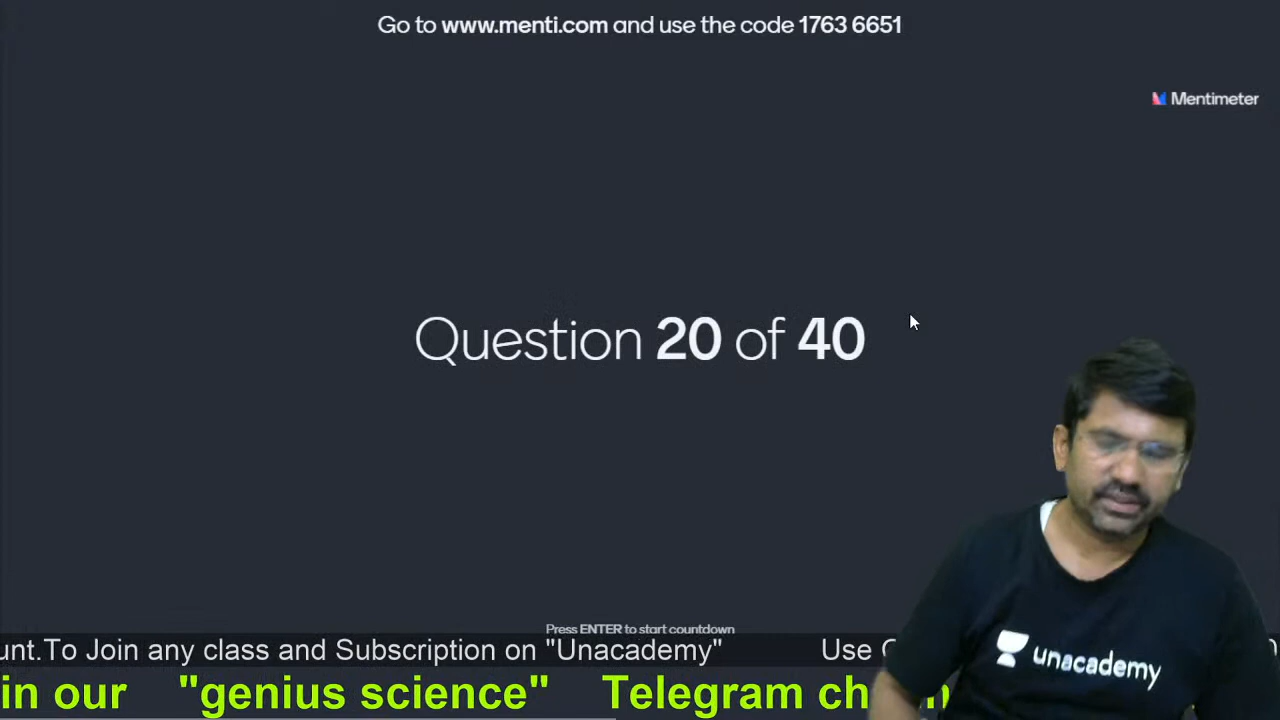 Go to www.menti.com and use the code 1763 6651
Mentimeter
Question 20 of 40
Press ENTER to start countdown
unt.To Join any class and Subscription on "Unacademy" Use
unacademy
in our "genius science" Telegram